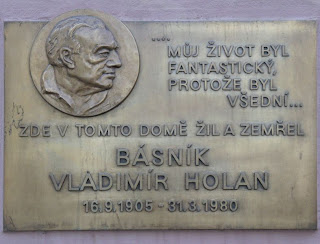 ....
MŮJ ŽIVOT BYL
FANTASTICKÝ,
PROTOŽE BYL
VŠEDNÍ...
ZDE V TOMTO DOMĚ ŽIL A ZEMŘEL
BÁSNÍK
VLADIMÍR HOLAN
16.9.1905 - 31.3.1980